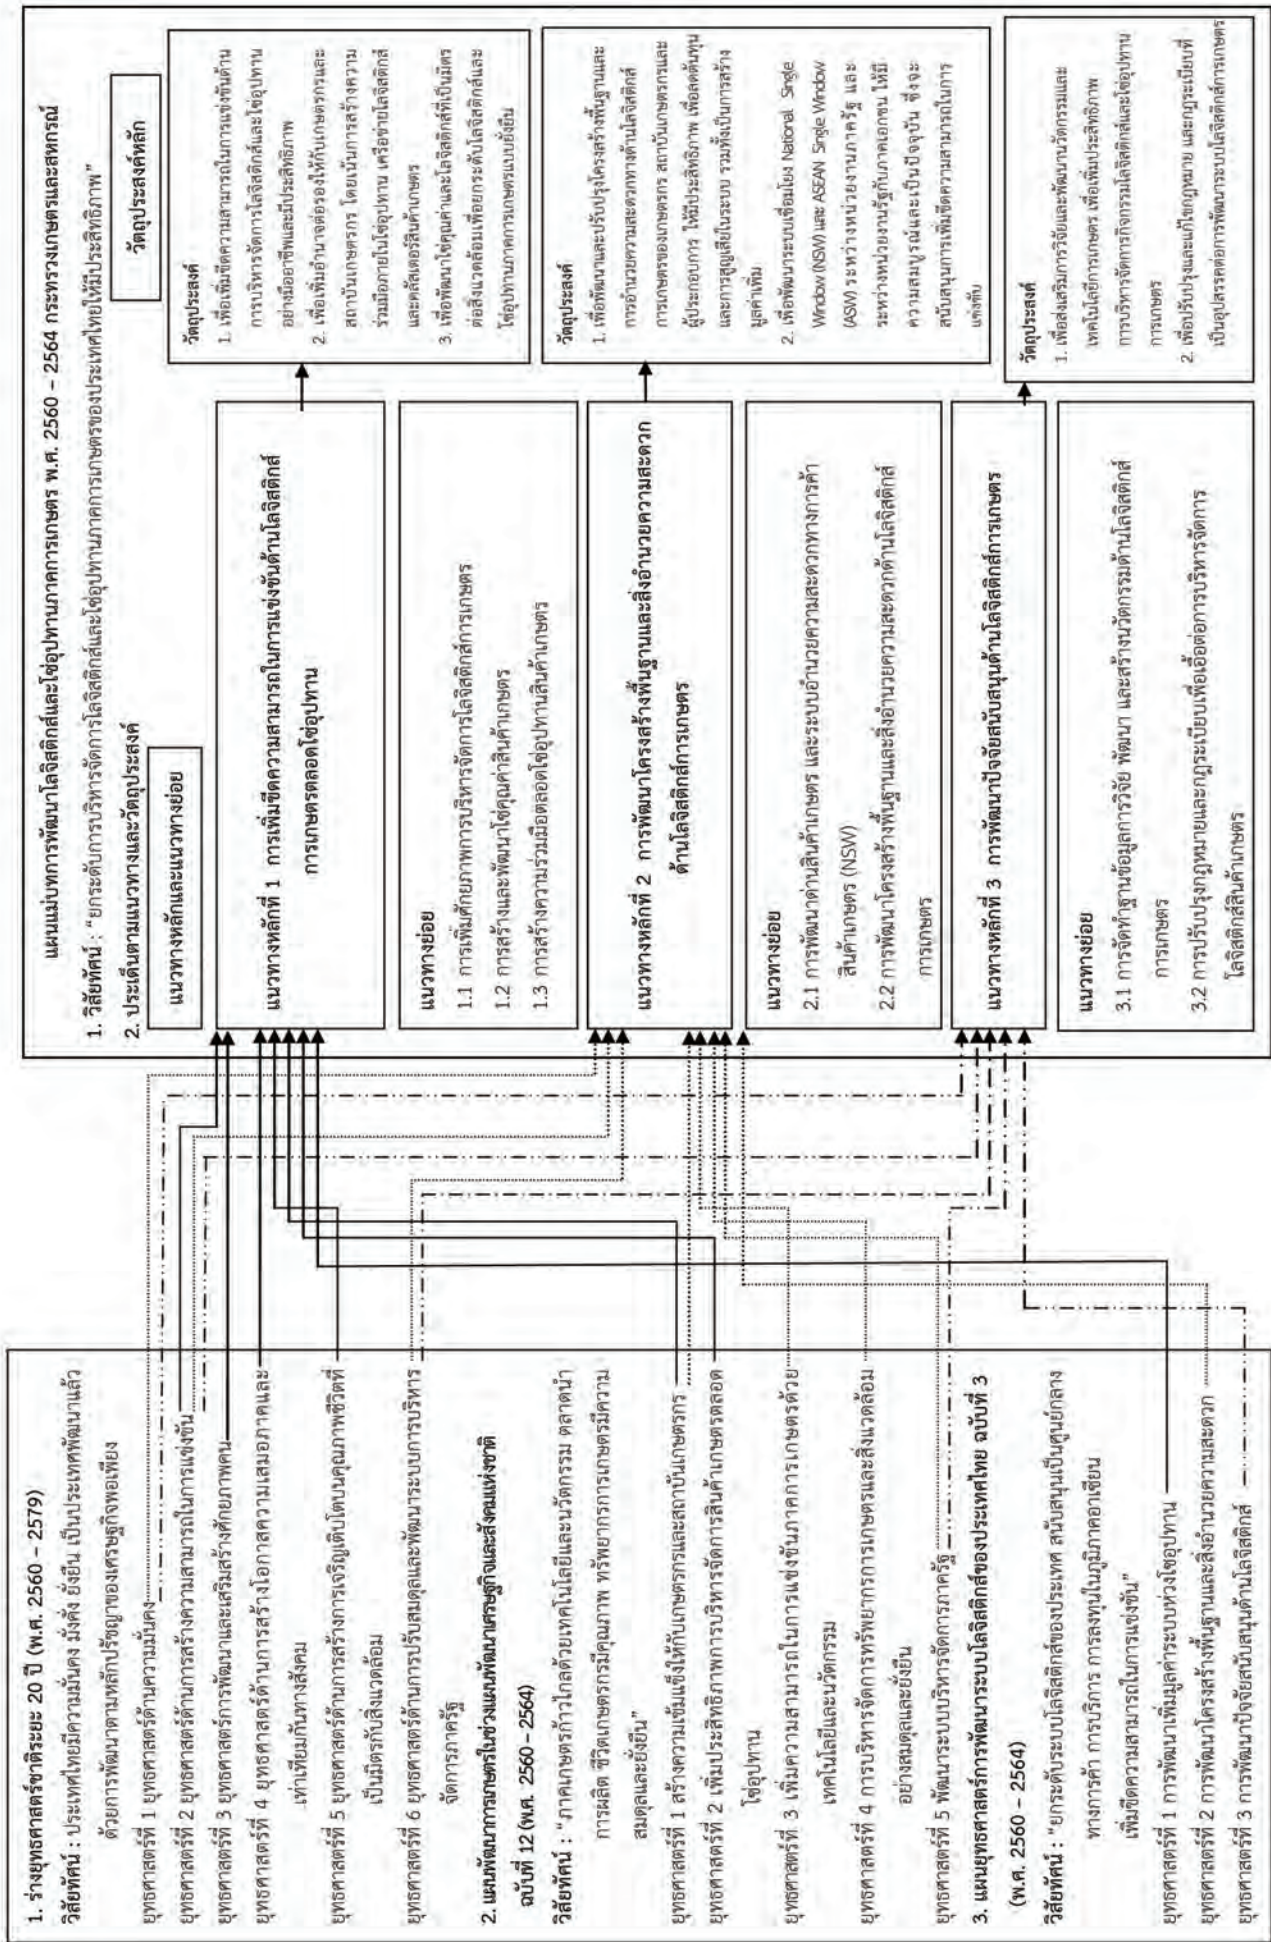 1. ร่างยุทธศาสตร์ชาติระยะ 20 ปี (พ.ศ. 2560 – 2579)
วิสัยทัศน์ : ประเทศไทยมีความมั่นคง มั่งคั่ง ยั่งยืน เป็นประเทศพัฒนาแล้ว
ด้วยการพัฒนาตามหลักปรัชญาของเศรษฐกิจพอเพียง
ยุทธศาสตร์ที่ 1 ยุทธศาสตร์ด้านความมั่นคง
ยุทธศาสตร์ที่ 2 ยุทธศาสตร์ด้านการสร้างความสามารถในการแข่งขัน
ยุทธศาสตร์ที่ 3 ยุทธศาสตร์การพัฒนาและเสริมสร้างศักยภาพคน
ยุทธศาสตร์ที่ 4 ยุทธศาสตร์ด้านการสร้างโอกาสความเสมอภาคและ
เท่าเทียมกันทางสังคม
ยุทธศาสตร์ที่ 5 ยุทธศาสตร์ด้านการสร้างการเจริญเติบโตบนคุณภาพชีวิตที่
เป็นมิตรกับสิ่งแวดล้อม
ยุทธศาสตร์ที่ 6 ยุทธศาสตร์ด้านการปรับสมดุลและพัฒนาระบบการบริหาร
จัดการภาครัฐ
2. แผนพัฒนาการเกษตรในช่วงแผนพัฒนาเศรษฐกิจและสังคมแห่งชาติ
ฉบับที่ 12 (พ.ศ. 2560 – 2564)
วิสัยทัศน์ : "ภาคเกษตรก้าวไกลด้วยเทคโนโลยีและนวัตกรรม ตลาดนำ
การผลิต ชีวิตเกษตรกรมีคุณภาพ ทรัพยากรการเกษตรมีความ
สมดุลและยั่งยืน"
ยุทธศาสตร์ที่ 1 สร้างความเข้มแข็งให้กับเกษตรกรและสถาบันเกษตรกร
ยุทธศาสตร์ที่ 2 เพิ่มประสิทธิภาพการบริหารจัดการสินค้าเกษตรตลอด
โซ่อุปทาน
ยุทธศาสตร์ที่ 3 เพิ่มความสามารถในการแข่งขันภาคการเกษตรด้วย
เทคโนโลยีและนวัตกรรม
ยุทธศาสตร์ที่ 4 การบริหารจัดการทรัพยากรการเกษตรและสิ่งแวดล้อม
อย่างสมดุลและยั่งยืน
ยุทธศาสตร์ที่ 5 พัฒนาระบบบริหารจัดการภาครัฐ
3. แผนยุทธศาสตร์การพัฒนาระบบโลจิสติกส์ของประเทศไทย ฉบับที่ 3
(พ.ศ. 2560 – 2564)
วิสัยทัศน์ : "ยกระดับระบบโลจิสติกส์ของประเทศ สนับสนุนเป็นศูนย์กลาง
ทางการค้า การบริการ การลงทุนในภูมิภาคอาเซียน
เพิ่มขีดความสามารถในการแข่งขัน"
ยุทธศาสตร์ที่ 1 การพัฒนาเพิ่มมูลค่าระบบห่วงโซ่อุปทาน
ยุทธศาสตร์ที่ 2 การพัฒนาโครงสร้างพื้นฐานและสิ่งอำนวยความสะดวก
ยุทธศาสตร์ที่ 3 การพัฒนาปัจจัยสนับสนุนด้านโลจิสติกส์
แผนแม่บทการพัฒนาโลจิสติกส์และโซ่อุปทานภาคการเกษตร พ.ศ. 2560 – 2564 กระทรวงเกษตรและสหกรณ์
1. วิสัยทัศน์ : "ยกระดับการบริหารจัดการโลจิสติกส์และโซ่อุปทานภาคการเกษตรของประเทศไทยให้มีประสิทธิภาพ"
2. ประเด็นตามแนวทางและวัตถุประสงค์
แนวทางหลักและแนวทางย่อย
แนวทางหลักที่ 1 การเพิ่มขีดความสามารถในการแข่งขันด้านโลจิสติกส์
การเกษตรตลอดโซ่อุปทาน
แนวทางย่อย
1.1 การเพิ่มศักยภาพการบริหารจัดการโลจิสติกส์การเกษตร
1.2 การสร้างและพัฒนาโซ่คุณค่าสินค้าเกษตร
1.3 การสร้างความร่วมมือตลอดโซ่อุปทานสินค้าเกษตร
แนวทางหลักที่ 2 การพัฒนาโครงสร้างพื้นฐานและสิ่งอำนวยความสะดวก
ด้านโลจิสติกส์การเกษตร
แนวทางย่อย
2.1 การพัฒนาด่านสินค้าเกษตร และระบบอำนวยความสะดวกทางการค้า
สินค้าเกษตร (NSW)
2.2 การพัฒนาโครงสร้างพื้นฐานและสิ่งอำนวยความสะดวกด้านโลจิสติกส์
การเกษตร
แนวทางหลักที่ 3 การพัฒนาปัจจัยสนับสนุนด้านโลจิสติกส์การเกษตร
แนวทางย่อย
3.1 การจัดทำฐานข้อมูลการวิจัย พัฒนา และสร้างนวัตกรรมด้านโลจิสติกส์
การเกษตร
3.2 การปรับปรุงกฎหมายและกฎระเบียบเพื่อเอื้อต่อการบริหารจัดการ
โลจิสติกส์สินค้าเกษตร
วัตถุประสงค์หลัก
วัตถุประสงค์
1. เพื่อเพิ่มขีดความสามารถในการแข่งขันด้าน
การบริหารจัดการโลจิสติกส์และโซ่อุปทาน
อย่างมืออาชีพและมีประสิทธิภาพ
2. เพื่อเพิ่มอำนาจต่อรองให้กับเกษตรกรและ
สถาบันเกษตรกร โดยเน้นการสร้างความ
ร่วมมือภายในโซ่อุปทาน เครือข่ายโลจิสติกส์
และคลัสเตอร์สินค้าเกษตร
3. เพื่อพัฒนาโซ่คุณค่าและโลจิสติกส์ที่เป็นมิตร
ต่อสิ่งแวดล้อมเพื่อยกระดับโลจิสติกส์และ
โซ่อุปทานภาคการเกษตรแบบยั่งยืน
วัตถุประสงค์
1. เพื่อพัฒนาและปรับปรุงโครงสร้างพื้นฐานและ
การอำนวยความสะดวกทางด้านโลจิสติกส์
การเกษตรของเกษตรกร สถาบันเกษตรกรและ
ผู้ประกอบการ ให้มีประสิทธิภาพ เพื่อลดต้นทุน
และการสูญเสียในระบบ รวมทั้งเป็นการสร้าง
มูลค่าเพิ่ม
2. เพื่อพัฒนาระบบเชื่อมโยง National Single
Window (NSW) และ ASEAN Single Window
(ASW) ระหว่างหน่วยงานภาครัฐ และ
ระหว่างหน่วยงานรัฐกับภาคเอกชน ให้มี
ความสมบูรณ์และเป็นปัจจุบัน ซึ่งจะ
สนับสนุนการเพิ่มขีดความสามารถในการ
แข่งขัน
วัตถุประสงค์
1. เพื่อส่งเสริมการวิจัยและพัฒนานวัตกรรมและ
เทคโนโลยีการเกษตร เพื่อเพิ่มประสิทธิภาพ
การบริหารจัดการกิจกรรมโลจิสติกส์และโซ่อุปทาน
การเกษตร
2. เพื่อปรับปรุงและแก้ไขกฎหมาย และกฎระเบียบที่
เป็นอุปสรรคต่อการพัฒนาระบบโลจิสติกส์การเกษตร